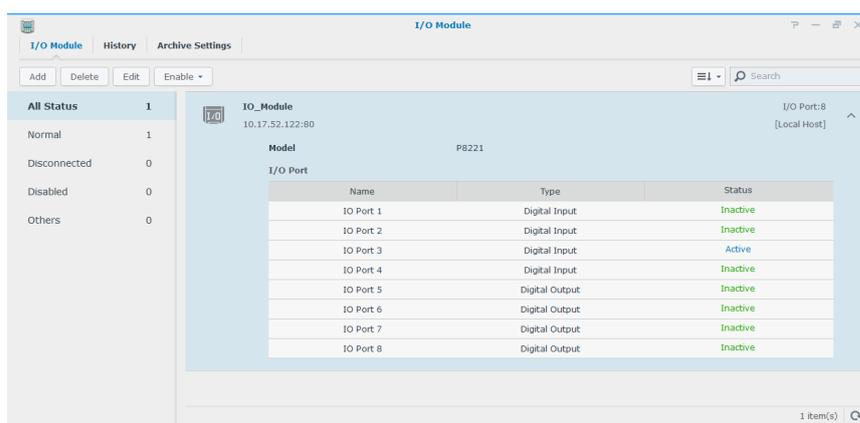 I/O Module
I/O Module History Archive Settings
Add Delete Edit Enable Search
All Status 1
Normal 1
Disconnected 0
Disabled 0
Others 0
I/O
IO_Module I/O Port:8
10.17.52.122:80 [Local Host]
Model P8221
I/O Port
Name Type Status
IO Port 1 Digital Input Inactive
IO Port 2 Digital Input Inactive
IO Port 3 Digital Input Active
IO Port 4 Digital Input Inactive
IO Port 5 Digital Output Inactive
IO Port 6 Digital Output Inactive
IO Port 7 Digital Output Inactive
IO Port 8 Digital Output Inactive
1 item(s)